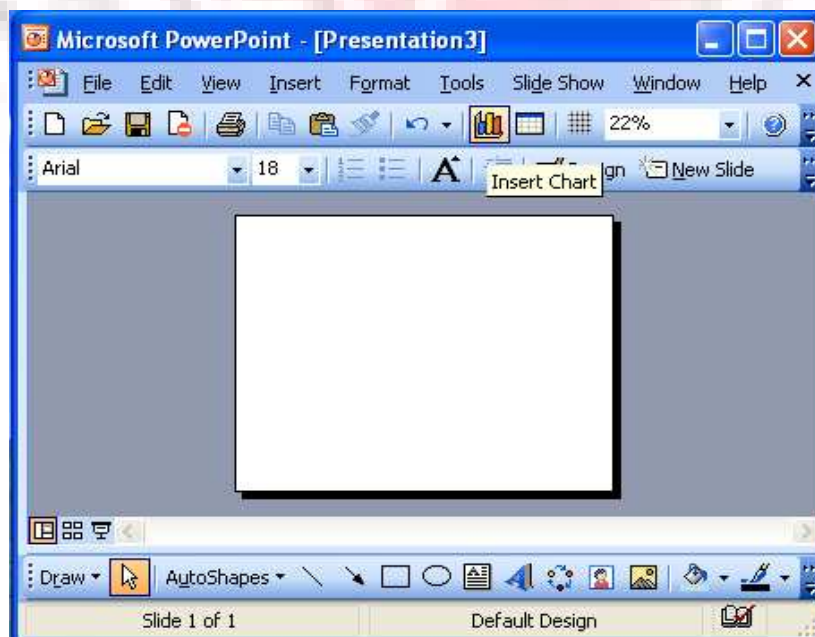 Microsoft PowerPoint - [Presentation3]
File Edit View Insert Format Tools Slide Show Window Help
22%
Arial 18 A gn New Slide
Insert Chart
Draw AutoShapes
Slide 1 of 1 Default Design